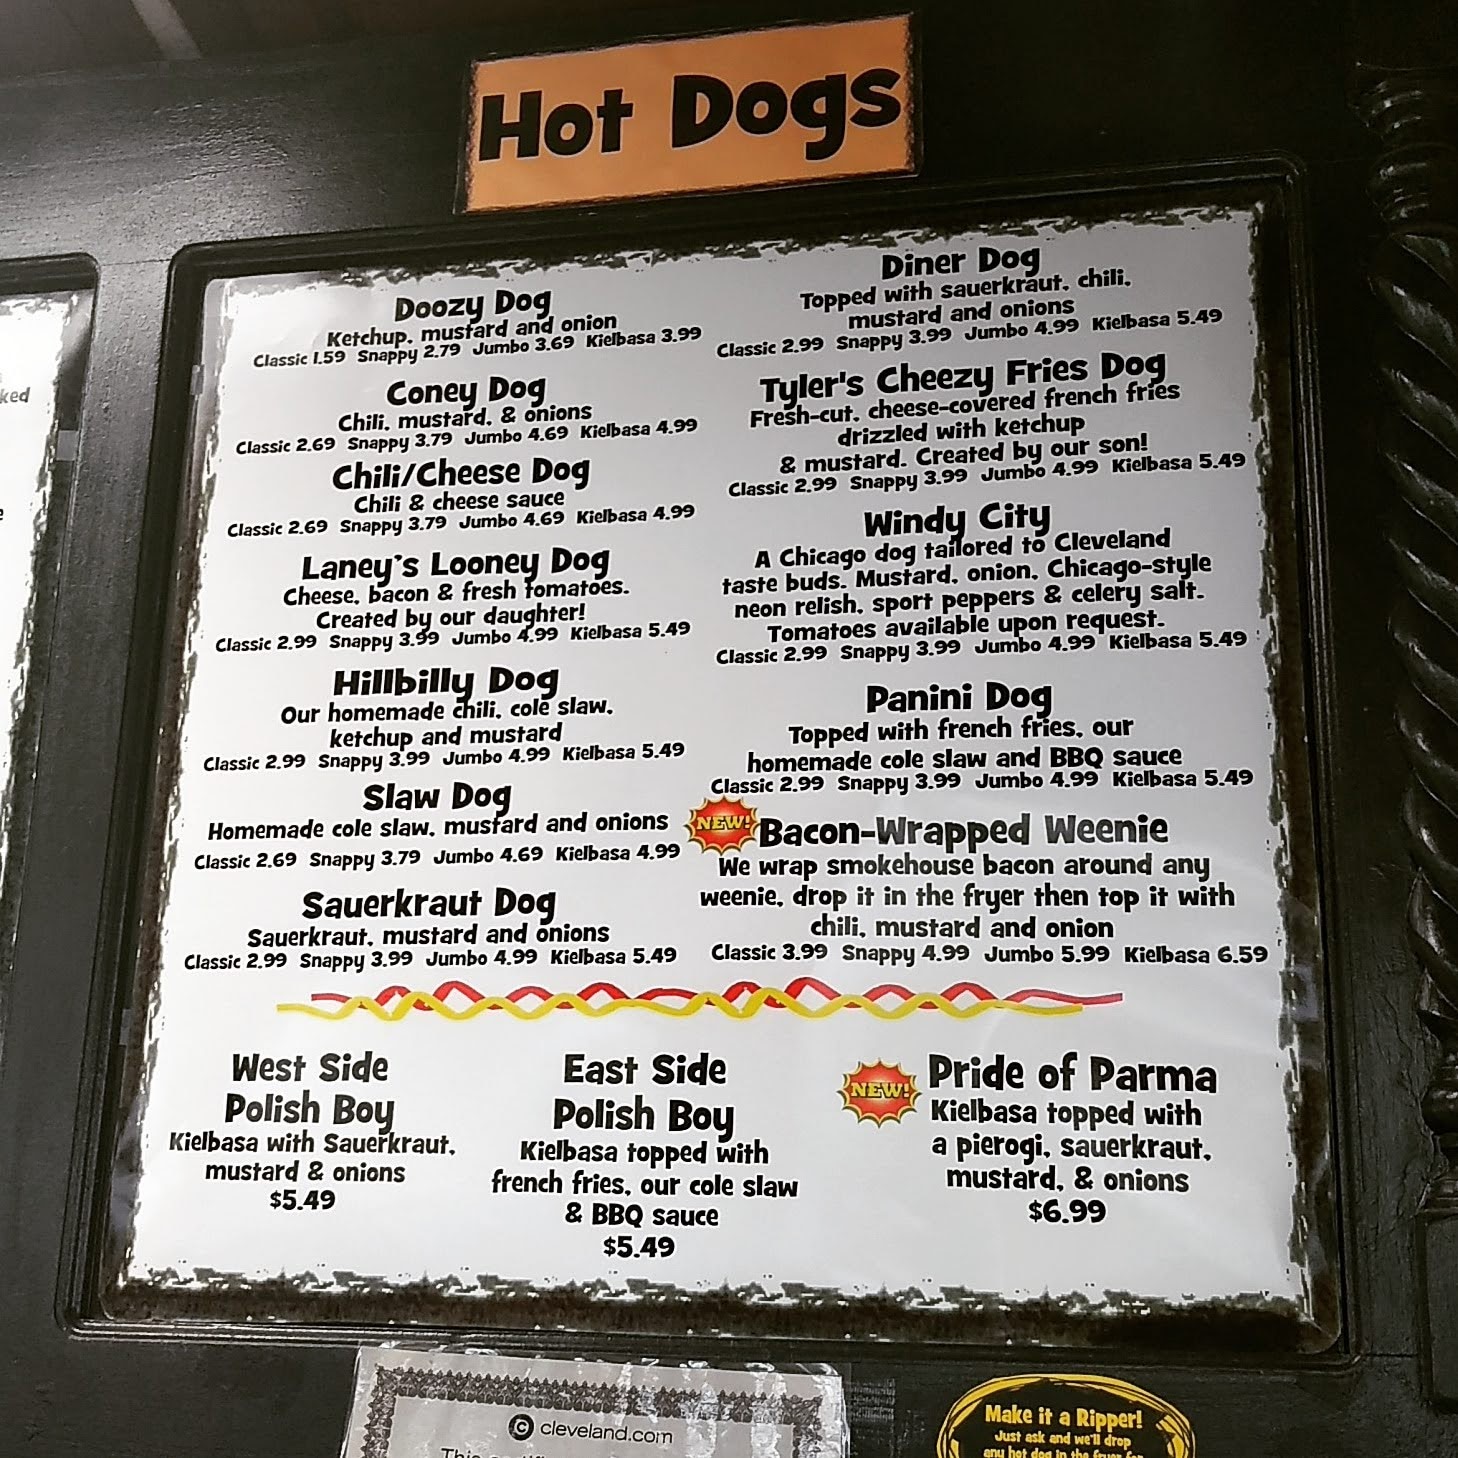 Hot Dogs
Doozy Dog
Ketchup, mustard and onion
Classic 1.59 Snappy 2.79 Jumbo 3.69 Kielbasa 3.99
Coney Dog
Chili, mustard, & onions
Classic 2.69 Snappy 3.79 Jumbo 4.69 Kielbasa 4.99
Chili/Cheese Dog
Chili & cheese sauce
Classic 2.69 Snappy 3.79 Jumbo 4.69 Kielbasa 4.99
Laney's Looney Dog
Cheese, bacon & fresh tomatoes.
Created by our daughter!
Classic 2.99 Snappy 3.99 Jumbo 4.99 Kielbasa 5.49
Hillbilly Dog
Our homemade chili, cole slaw,
ketchup and mustard
Classic 2.99 Snappy 3.99 Jumbo 4.99 Kielbasa 5.49
Slaw Dog
Homemade cole slaw, mustard and onions
Classic 2.69 Snappy 3.79 Jumbo 4.69 Kielbasa 4.99
Sauerkraut Dog
Sauerkraut, mustard and onions
Classic 2.99 Snappy 3.99 Jumbo 4.99 Kielbasa 5.49
Diner Dog
Topped with sauerkraut, chili,
mustard and onions
Classic 2.99 Snappy 3.99 Jumbo 4.99 Kielbasa 5.49
Tyler's Cheezy Fries Dog
Fresh-cut, cheese-covered french fries
drizzled with ketchup
& mustard. Created by our son!
Classic 2.99 Snappy 3.99 Jumbo 4.99 Kielbasa 5.49
Windy City
A Chicago dog tailored to Cleveland
taste buds. Mustard, onion, Chicago-style
neon relish, sport peppers & celery salt.
Tomatoes available upon request.
Classic 2.99 Snappy 3.99 Jumbo 4.99 Kielbasa 5.49
Panini Dog
Topped with french fries, our
homemade cole slaw and BBQ sauce
Classic 2.99 Snappy 3.99 Jumbo 4.99 Kielbasa 5.49
NEW! Bacon-Wrapped Weenie
We wrap smokehouse bacon around any
weenie, drop it in the fryer then top it with
chili, mustard and onion
Classic 3.99 Snappy 4.99 Jumbo 5.99 Kielbasa 6.59
West Side
Polish Boy
Kielbasa with Sauerkraut,
mustard & onions
$5.49
East Side
Polish Boy
Kielbasa topped with
french fries, our cole slaw
& BBQ sauce
$5.49
NEW! Pride of Parma
Kielbasa topped with
a pierogi, sauerkraut,
mustard, & onions
$6.99
cleveland.com
Make it a Ripper!
Just ask and we'll drop
any hot dog in the fryer for